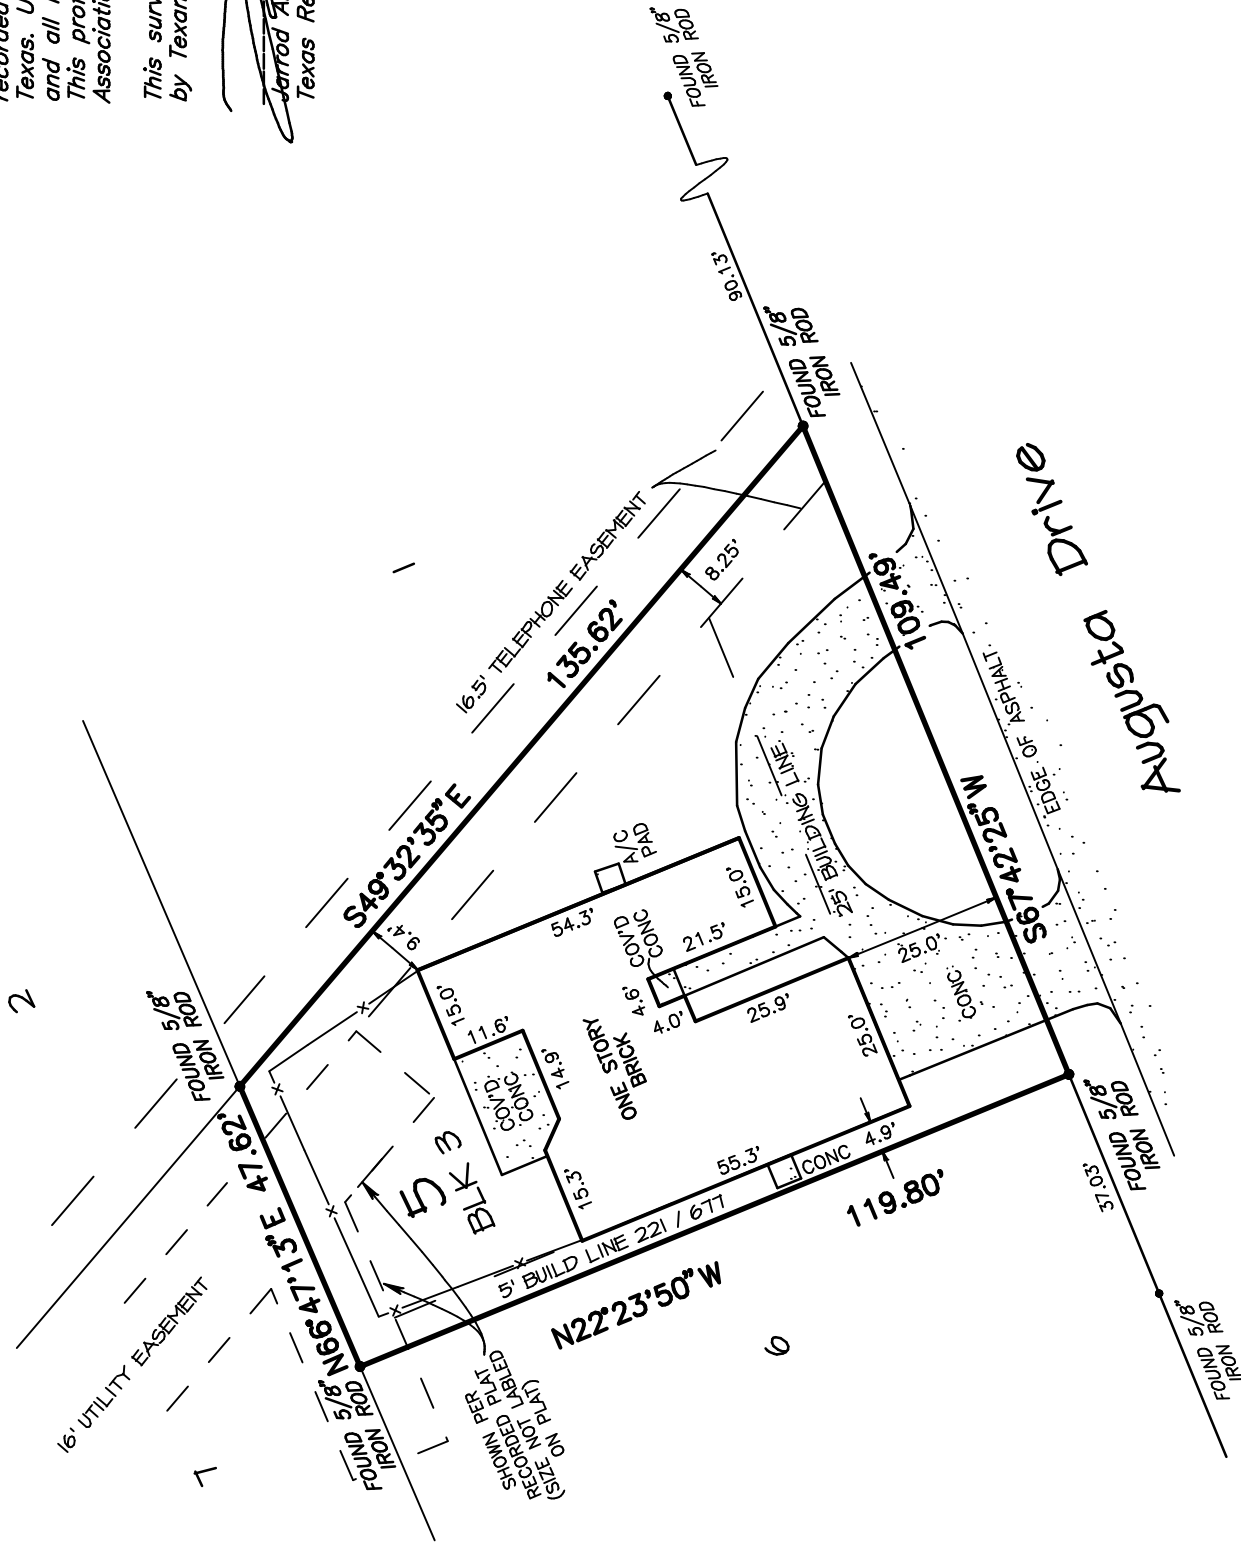 recorded
Texas. U
and all
This pro
Associati
This surv
by Texan
Jarrod A
Texas Re
FOUND 5/8"
IRON ROD
90.13'
FOUND 5/8"
IRON ROD
Augusta Drive
EDGE OF ASPHALT
S67°42'25"W
109.49'
16.5' TELEPHONE EASEMENT
8.25'
135.62'
S49°32'35"E
1
2
FOUND 5/8"
IRON ROD
N66°47'13"E 47.62'
16' UTILITY EASEMENT
7
FOUND 5/8"
IRON ROD
SHOWN PER
RECORDED PLAT
(SIZE NOT LABLED
ON PLAT)
5
BLK 3
5' BUILD LINE 221 / 677
N22°23'50"W
119.80'
6
9.4'
54.3'
A/C
PAD
15.0'
25' BUILDING LINE
21.5'
COV'D
CONC
4.6'
4.0'
25.9'
25.0'
CONC
25.0'
4.9'
CONC
55.3'
15.3'
14.9'
COV'D
CONC
11.6'
15.0'
ONE STORY
BRICK
FOUND 5/8"
IRON ROD
37.03'
FOUND 5/8"
IRON ROD